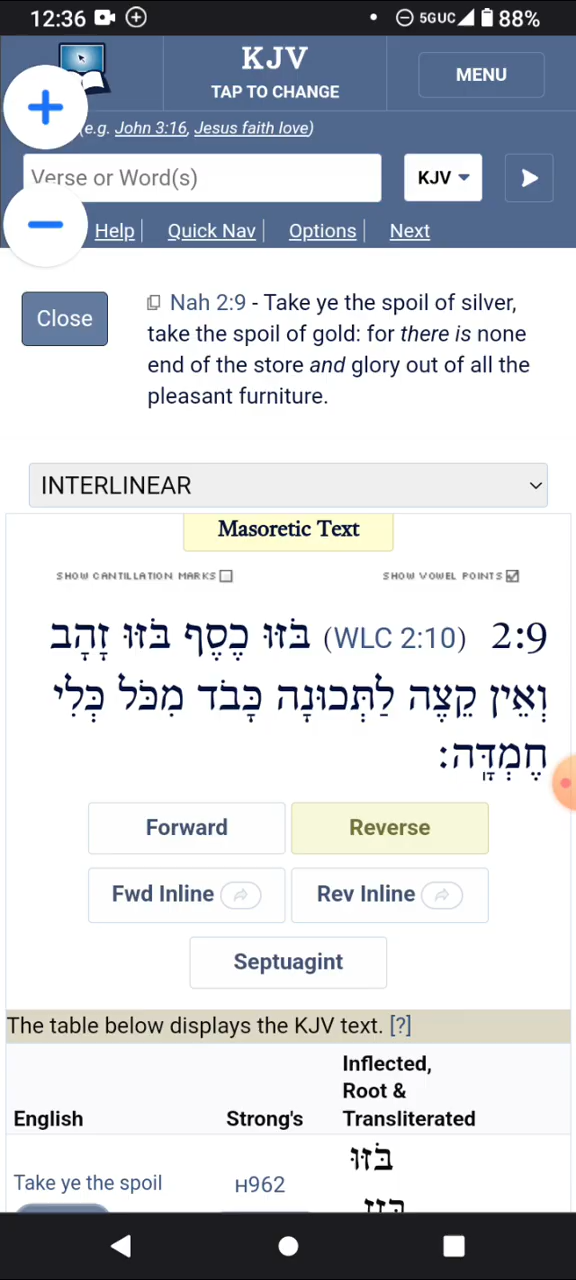 12:36 5GUC 88%
KJV
TAP TO CHANGE
MENU
(e.g. John 3:16, Jesus faith love)
Verse or Word(s)
KJV
Help | Quick Nav | Options | Next
Close
Nah 2:9 - Take ye the spoil of silver,
take the spoil of gold: for there is none
end of the store and glory out of all the
pleasant furniture.
INTERLINEAR
Masoretic Text
SHOW CANTILLATION MARKS SHOW VOWEL POINTS
2:9 (WLC 2:10) בֹּזּוּ כֶסֶף בֹּזּוּ זָהָב
וְאֵין קֵצֶה לַתְּכוּנָה כָּבֹד מִכֹּל כְּלִי
חֶמְדָּֽה׃
Forward Reverse
Fwd Inline Rev Inline
Septuagint
The table below displays the KJV text. [?]
English Strong's Inflected,
Root &
Transliterated
Take ye the spoil H962 בֹּזּוּ